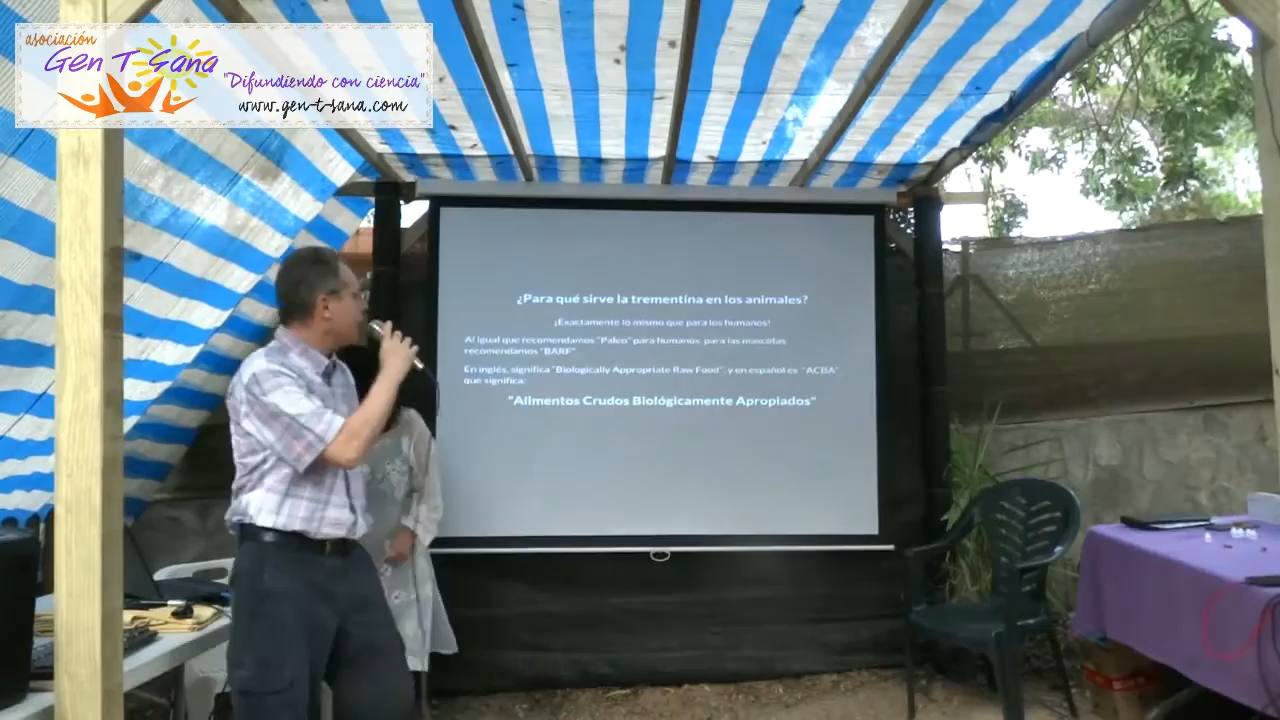 asociación
Gen T Sana
"Difundiendo con ciencia"
www.gen-t-sana.com
¿Para qué sirve la trementina en los animales?
¡Exactamente lo mismo que para los humanos!
Al igual que recomendamos "Paleo" para humanos, para las mascotas
recomendamos "BARF"
En inglés, significa "Biologically Appropriate Raw Food", y en español es "ACBA"
que significa:
"Alimentos Crudos Biológicamente Apropiados"